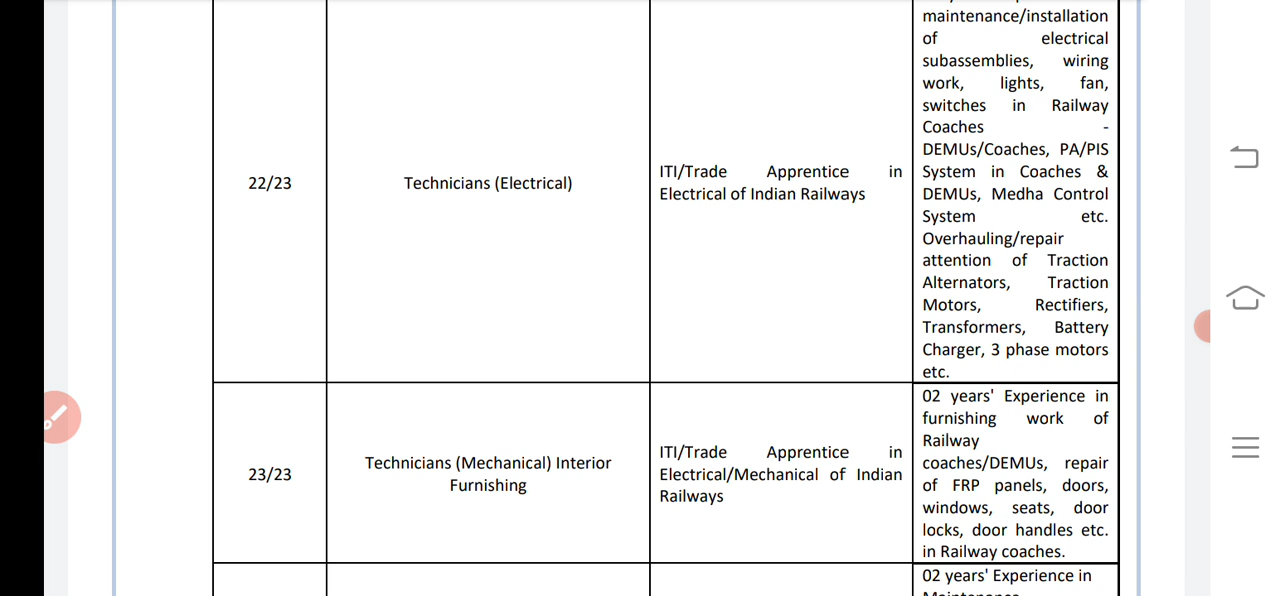 maintenance/installation
of electrical
subassemblies, wiring
work, lights, fan,
switches in Railway
Coaches -
DEMUs/Coaches, PA/PIS
System in Coaches &
DEMUs, Medha Control
System etc.
Overhauling/repair
attention of Traction
Alternators, Traction
Motors, Rectifiers,
Transformers, Battery
Charger, 3 phase motors
etc.
22/23
Technicians (Electrical)
ITI/Trade Apprentice in
Electrical of Indian Railways
23/23
Technicians (Mechanical) Interior
Furnishing
ITI/Trade Apprentice in
Electrical/Mechanical of Indian
Railways
02 years' Experience in
furnishing work of
Railway
coaches/DEMUs, repair
of FRP panels, doors,
windows, seats, door
locks, door handles etc.
in Railway coaches.
02 years' Experience in